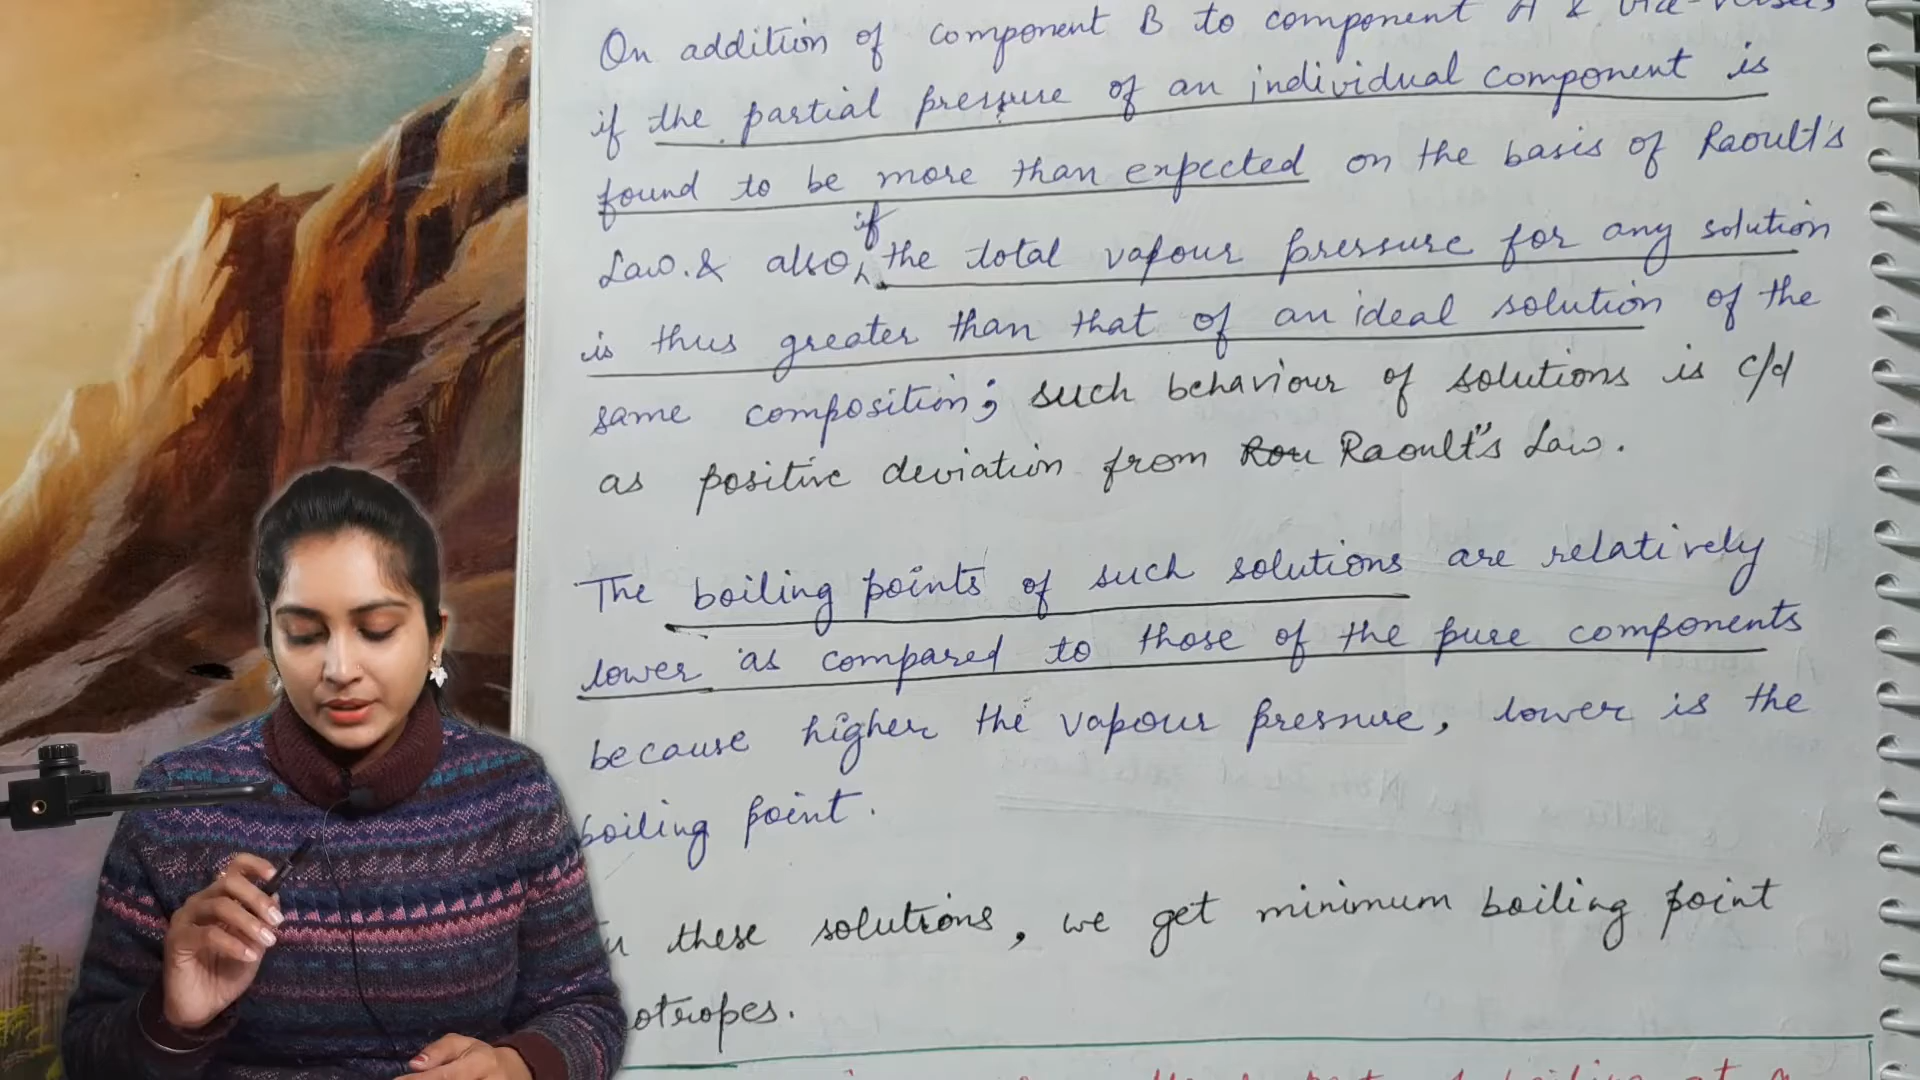 On addition of component B to component A & vice-versa,
if the partial pressure of an individual component is
found to be more than expected on the basis of Raoult's
Law. & also, if the total vapour pressure for any solution
is thus greater than that of an ideal solution of the
same composition; such behaviour of solutions is c/d
as positive deviation from Rou Raoult's Law.
The boiling points of such solutions are relatively
lower as compared to those of the pure components
because higher the vapour pressure, lower is the
boiling point.
these solutions, we get minimum boiling point
otropes.